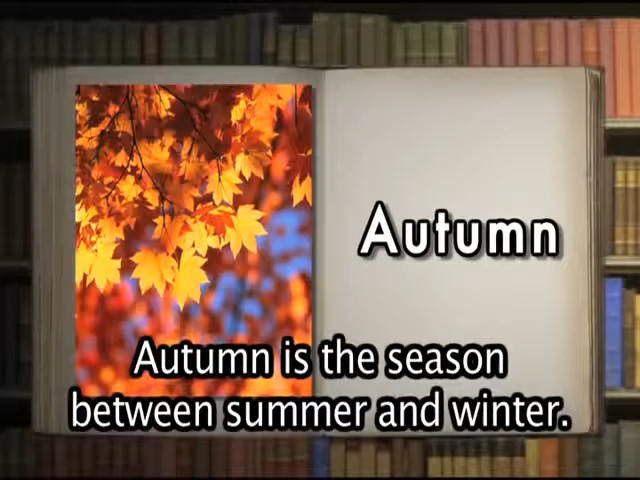 Autumn
Autumn is the season
between summer and winter.